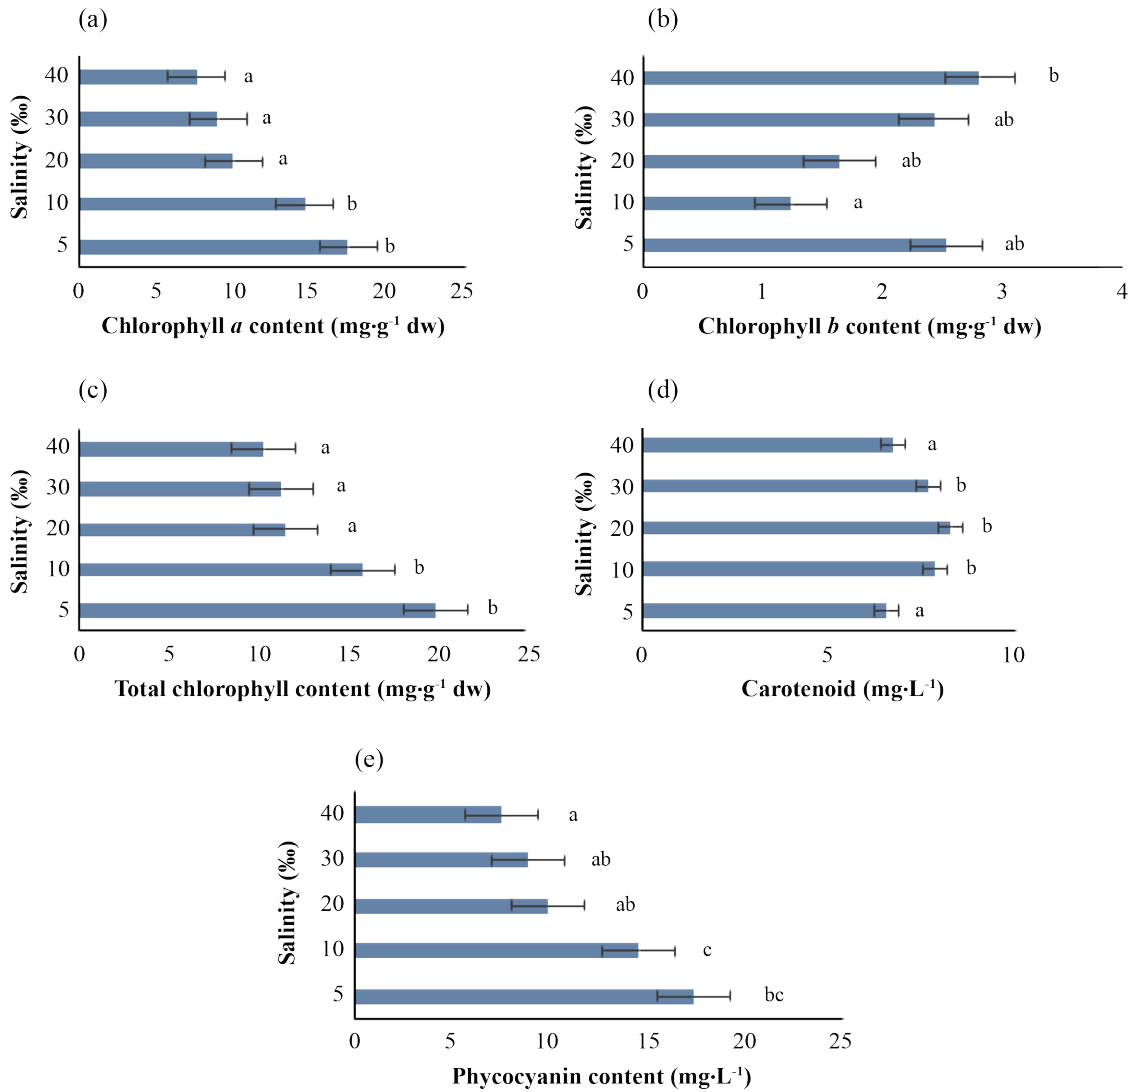 (a)
Salinity (‰)
40 a
30 a
20 a
10 b
5 b
0 5 10 15 20 25
Chlorophyll a content (mg·g⁻¹ dw)
(b)
Salinity (‰)
40 b
30 ab
20 ab
10 a
5 ab
0 1 2 3 4
Chlorophyll b content (mg·g⁻¹ dw)
(c)
Salinity (‰)
40 a
30 a
20 a
10 b
5 b
0 5 10 15 20 25
Total chlorophyll content (mg·g⁻¹ dw)
(d)
Salinity (‰)
40 a
30 b
20 b
10 b
5 a
0 5 10
Carotenoid (mg·L⁻¹)
(e)
Salinity (‰)
40 a
30 ab
20 ab
10 c
5 bc
0 5 10 15 20 25
Phycocyanin content (mg·L⁻¹)